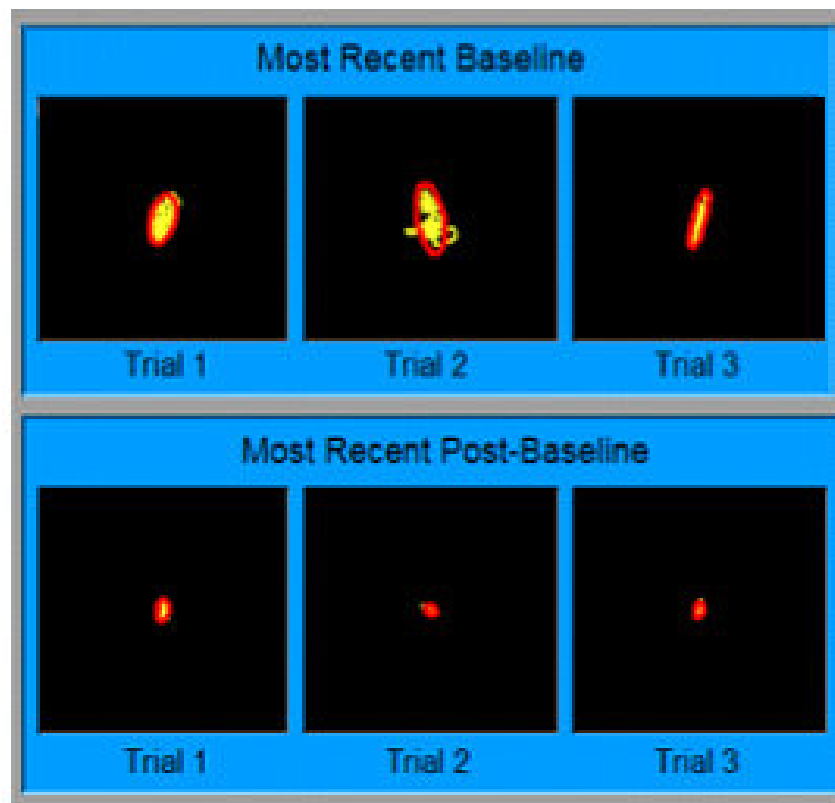 Most Recent Baseline
Trial 1 Trial 2 Trial 3
Most Recent Post-Baseline
Trial 1 Trial 2 Trial 3